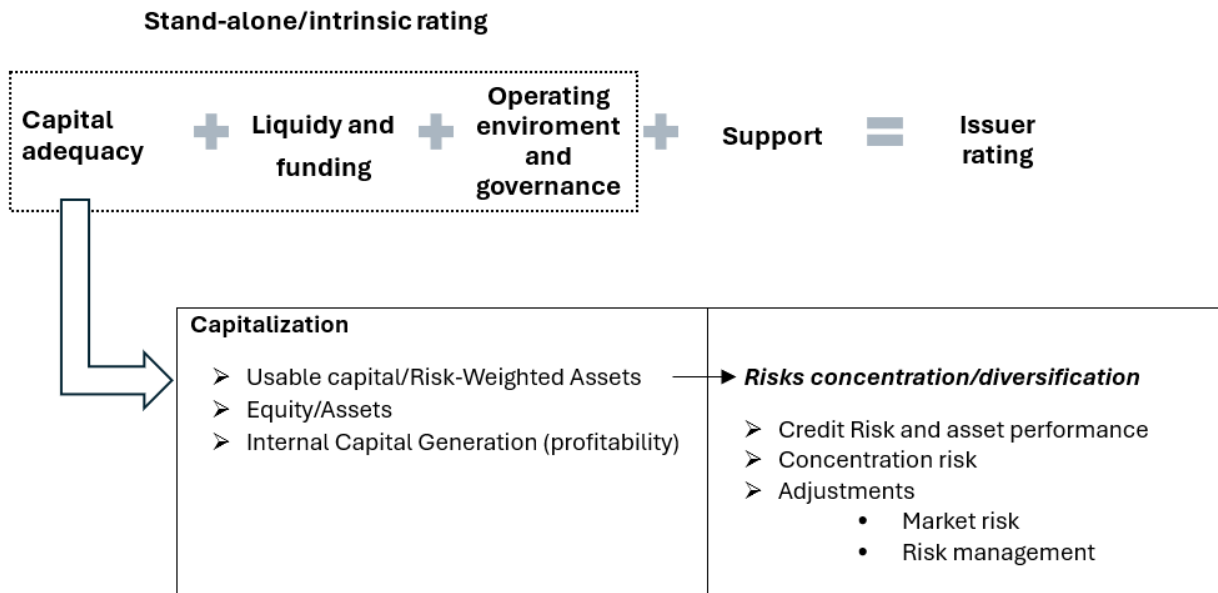 Stand-alone/intrinsic rating
Capital
adequacy
Liquidy and
funding
Operating
enviroment
and
governance
Support
Issuer
rating
Capitalization
➢ Usable capital/Risk-Weighted Assets
➢ Equity/Assets
➢ Internal Capital Generation (profitability)
Risks concentration/diversification
➢ Credit Risk and asset performance
➢ Concentration risk
➢ Adjustments
• Market risk
• Risk management